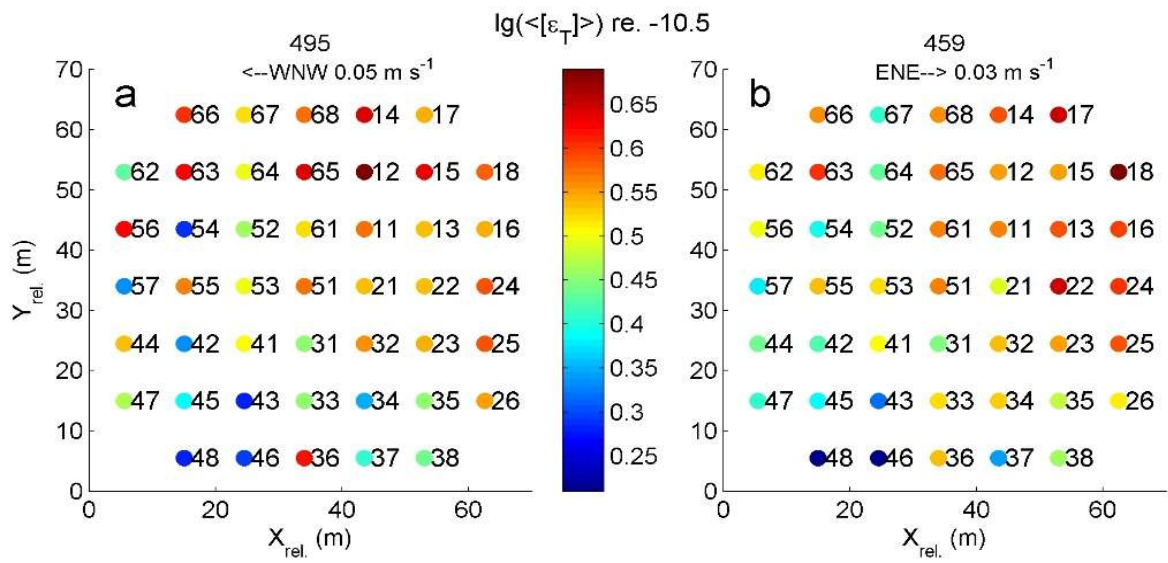 lg(<[ε_T]>) re. -10.5
495
<--WNW 0.05 m s⁻¹
a
70
60
50
40
30
20
10
0
Y_rel. (m)
66 67 68 14 17
62 63 64 65 12 15 18
56 54 52 61 11 13 16
57 55 53 51 21 22 24
44 42 41 31 32 23 25
47 45 43 33 34 35 26
48 46 36 37 38
0 20 40 60
X_rel. (m)
0.65
0.6
0.55
0.5
0.45
0.4
0.35
0.3
0.25
459
ENE--> 0.03 m s⁻¹
b
70
60
50
40
30
20
10
0
66 67 68 14 17
62 63 64 65 12 15 18
56 54 52 61 11 13 16
57 55 53 51 21 22 24
44 42 41 31 32 23 25
47 45 43 33 34 35 26
48 46 36 37 38
0 20 40 60
X_rel. (m)